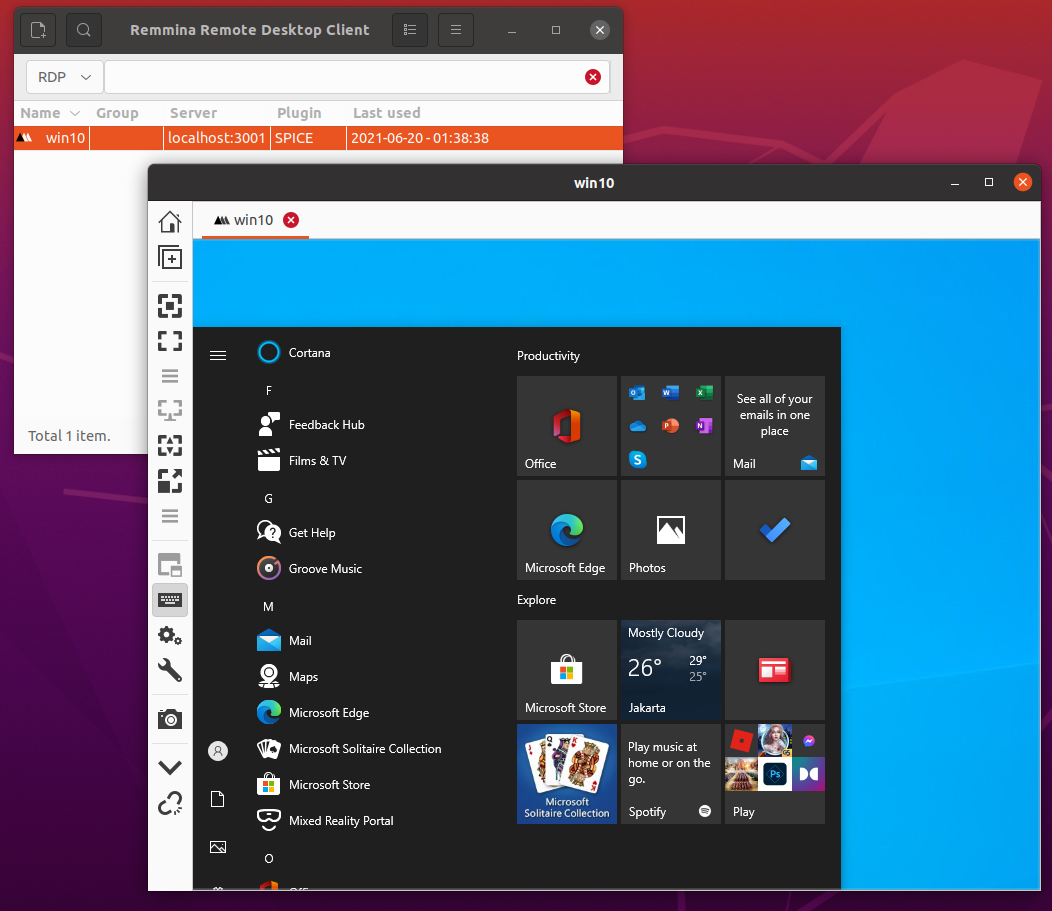 Remmina Remote Desktop Client
RDP
Name Group Server Plugin Last used
win10 localhost:3001 SPICE 2021-06-20 - 01:38:38
Total 1 item.
win10
win10
Cortana
F
Feedback Hub
Films & TV
G
Get Help
Groove Music
M
Mail
Maps
Microsoft Edge
Microsoft Solitaire Collection
Microsoft Store
Mixed Reality Portal
O
Productivity
Office
See all of your
emails in one
place
Mail
Microsoft Edge
Photos
Explore
Microsoft Store
Mostly Cloudy
26° 29°
25°
Jakarta
Microsoft
Solitaire Collection
Play music at
home or on the
go.
Spotify
Ps
Play